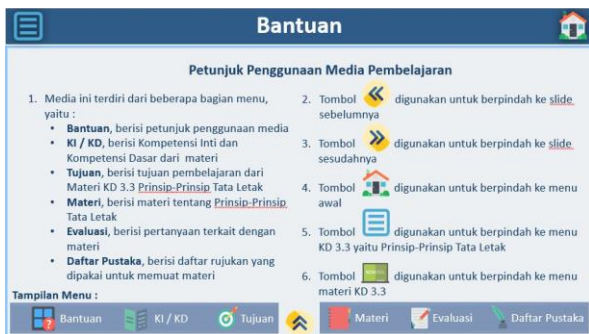 Bantuan
Petunjuk Penggunaan Media Pembelajaran
1. Media ini terdiri dari beberapa bagian menu,
yaitu :
• Bantuan, berisi petunjuk penggunaan media
• KI / KD, berisi Kompetensi Inti dan
Kompetensi Dasar dari materi
• Tujuan, berisi tujuan pembelajaran dari
Materi KD 3.3 Prinsip-Prinsip Tata Letak
• Materi, berisi materi tentang Prinsip-Prinsip
Tata Letak
• Evaluasi, berisi pertanyaan terkait dengan
materi
• Daftar Pustaka, berisi daftar rujukan yang
dipakai untuk memuat materi
2. Tombol digunakan untuk berpindah ke slide
sebelumnya
3. Tombol digunakan untuk berpindah ke slide
sesudahnya
4. Tombol digunakan untuk berpindah ke menu
awal
5. Tombol digunakan untuk berpindah ke menu
KD 3.3 yaitu Prinsip-Prinsip Tata Letak
6. Tombol digunakan untuk berpindah ke menu
materi KD 3.3
Tampilan Menu :
Bantuan KI / KD Tujuan Materi Evaluasi Daftar Pustaka